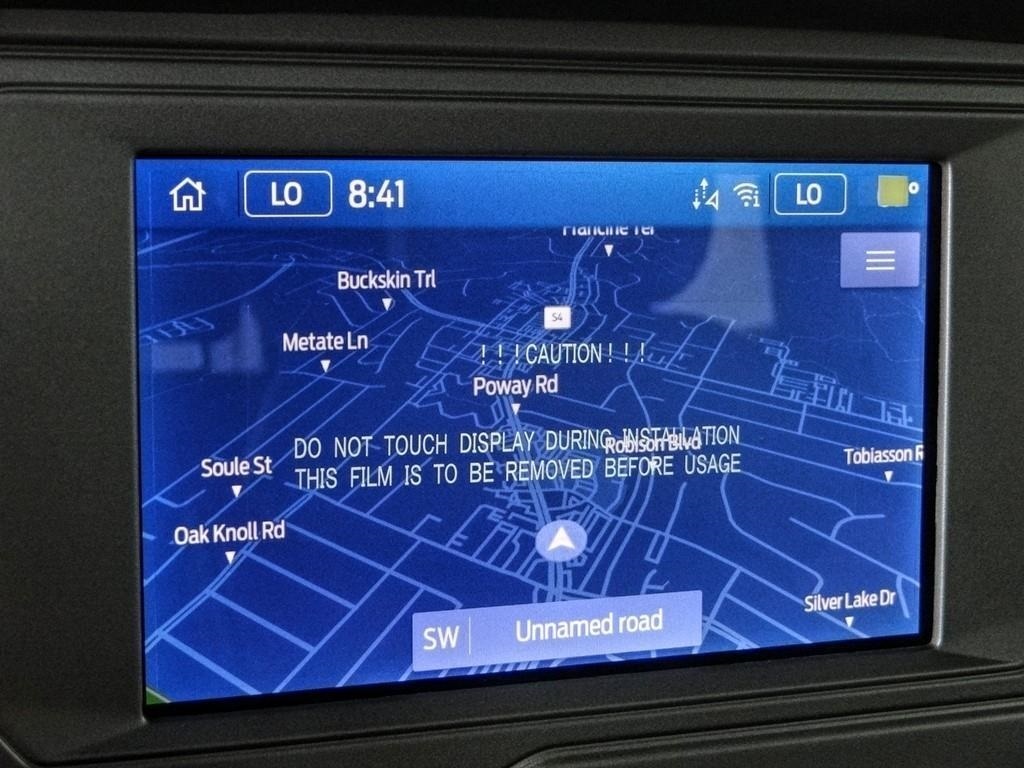 LO 8:41 LO
Francine Ter
Buckskin Trl
S4
Metate Ln
! ! ! CAUTION ! ! !
Poway Rd
DO NOT TOUCH DISPLAY DURING INSTALLATION
Robison Blvd
THIS FILM IS TO BE REMOVED BEFORE USAGE
Soule St
Tobiasson R
Oak Knoll Rd
Silver Lake Dr
SW Unnamed road